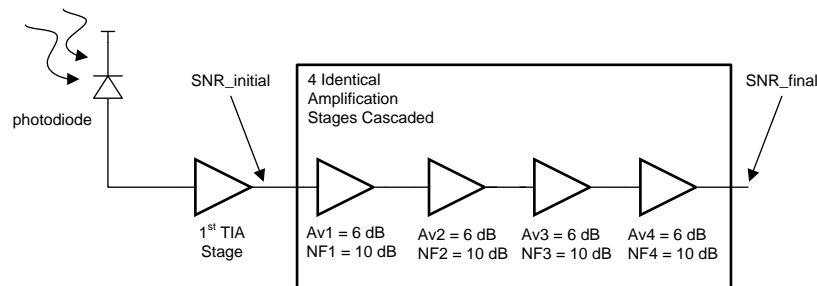 4 Identical
Amplification
Stages Cascaded
SNR_initial
SNR_final
photodiode
1st TIA
Stage
Av1 = 6 dB
NF1 = 10 dB
Av2 = 6 dB
NF2 = 10 dB
Av3 = 6 dB
NF3 = 10 dB
Av4 = 6 dB
NF4 = 10 dB